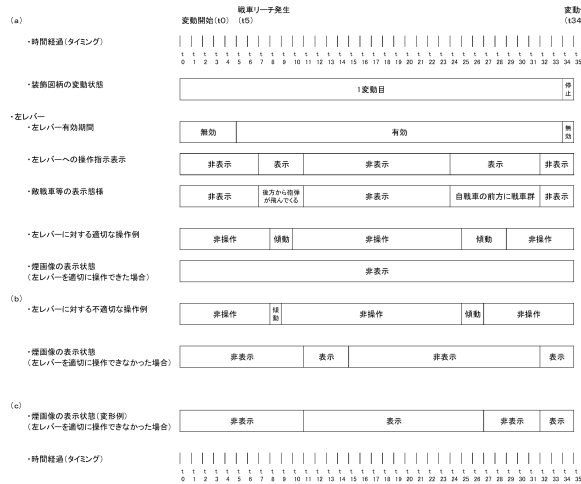 戦車リーチ発生
変動開始(t0) (t5)
変動
(t34
(a)
・時間経過(タイミング)
t t t t t t t t t t t t t t t t t t t t t t t t t t t t t t t t t t t t
0 1 2 3 4 5 6 7 8 9 10 11 12 13 14 15 16 17 18 19 20 21 22 23 24 25 26 27 28 29 30 31 32 33 34 35
・装飾図柄の変動状態
1変動目
停止
・左レバー
・左レバー有効期間
無効 有効 無効
・左レバーへの操作指示表示
非表示 表示 非表示 表示 非表示
・敵戦車等の表示態様
非表示 後方から砲弾が飛んでくる 非表示 自戦車の前方に戦車群 非表示
・左レバーに対する適切な操作例
非操作 傾動 非操作 傾動 非操作
・煙画像の表示状態
(左レバーを適切に操作できた場合)
非表示
(b)
・左レバーに対する不適切な操作例
非操作 傾動 非操作 傾動 非操作
・煙画像の表示状態
(左レバーを適切に操作できなかった場合)
非表示 表示 非表示 表示
(c)
・煙画像の表示状態(変形例)
(左レバーを適切に操作できなかった場合)
非表示 表示 非表示 表示
・時間経過(タイミング)
t t t t t t t t t t t t t t t t t t t t t t t t t t t t t t t t t t t t
0 1 2 3 4 5 6 7 8 9 10 11 12 13 14 15 16 17 18 19 20 21 22 23 24 25 26 27 28 29 30 31 32 33 34 35